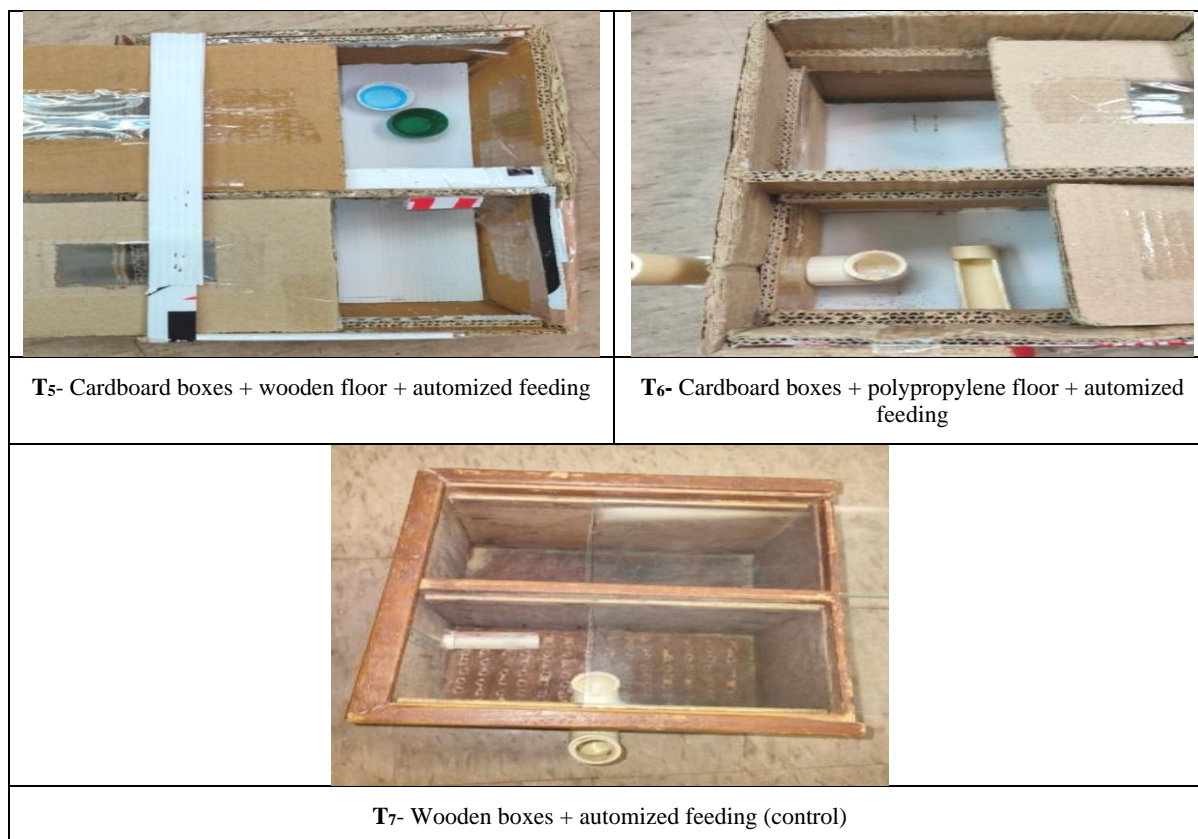 T5- Cardboard boxes + wooden floor + automized feeding
T6- Cardboard boxes + polypropylene floor + automized
feeding
T7- Wooden boxes + automized feeding (control)